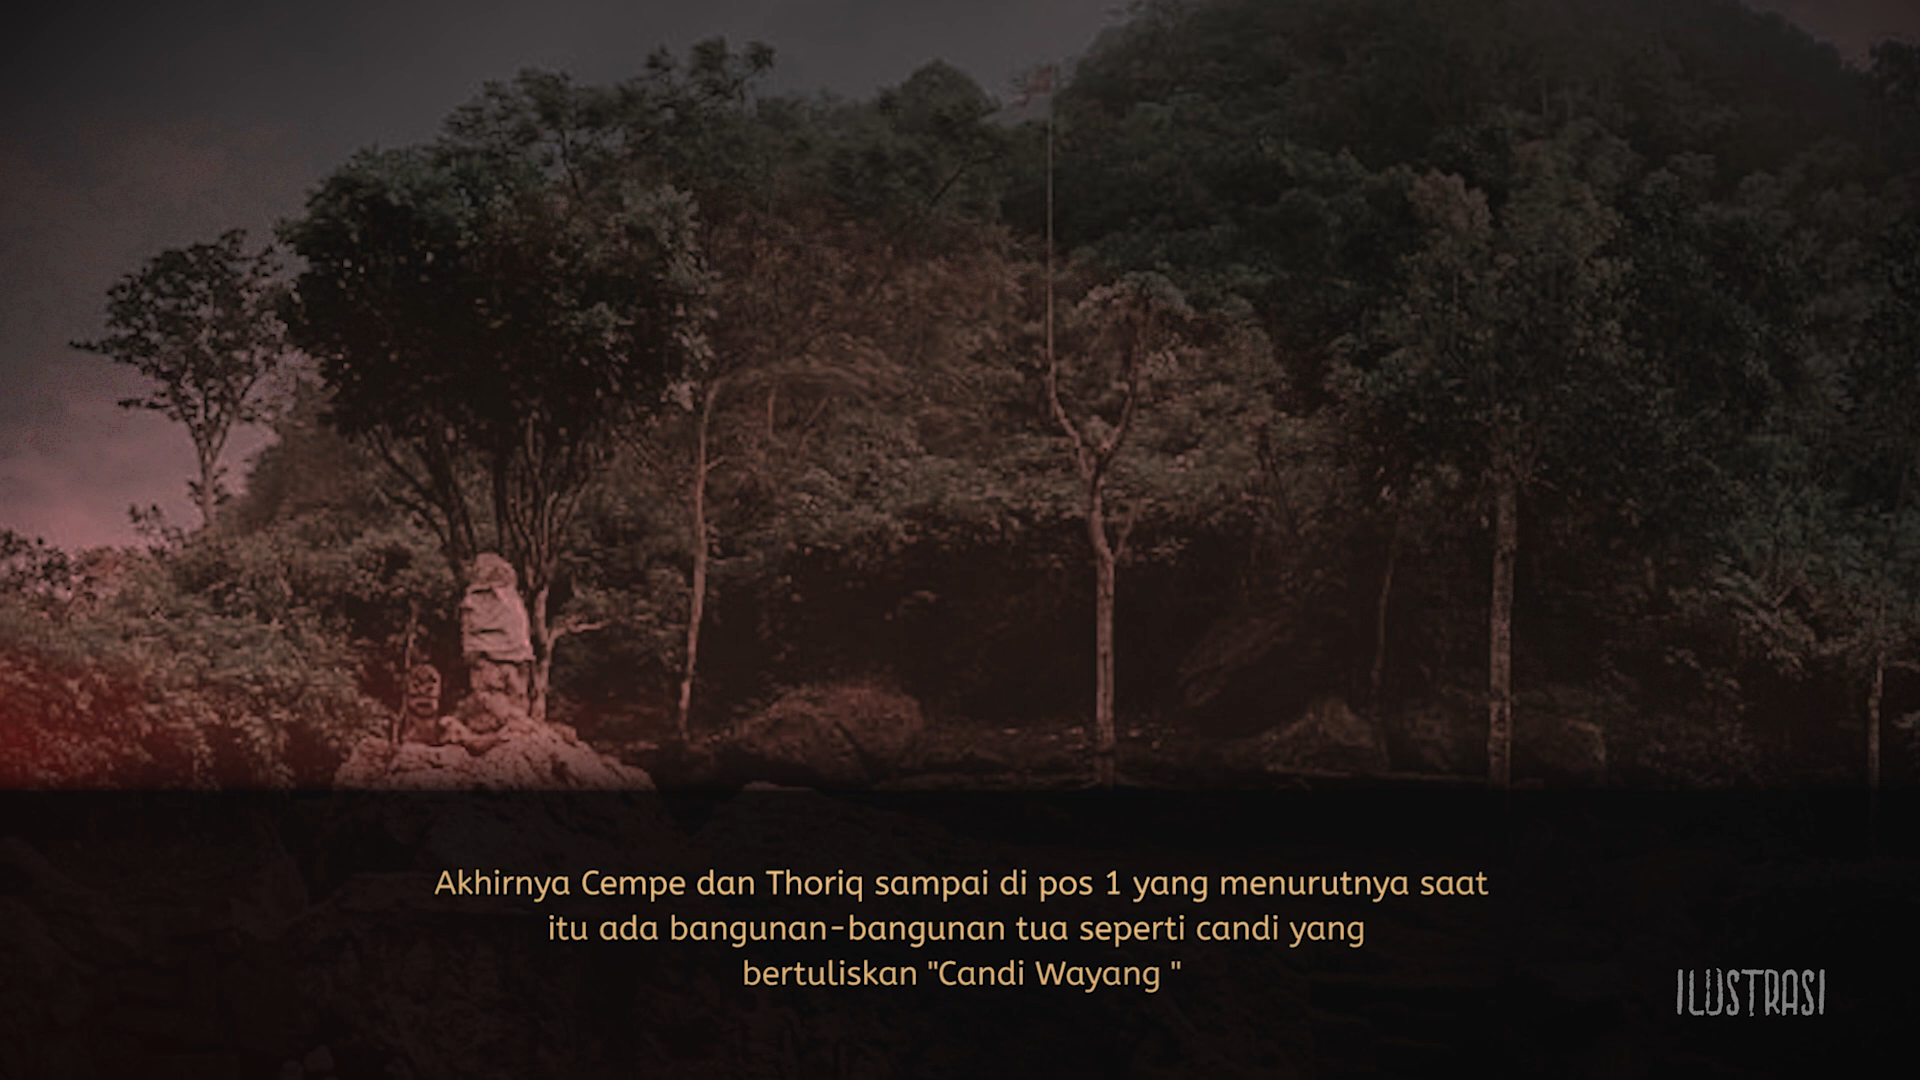 Akhirnya Cempe dan Thoriq sampai di pos 1 yang menurutnya saat
itu ada bangunan-bangunan tua seperti candi yang
bertuliskan "Candi Wayang "
ILUSTRASI